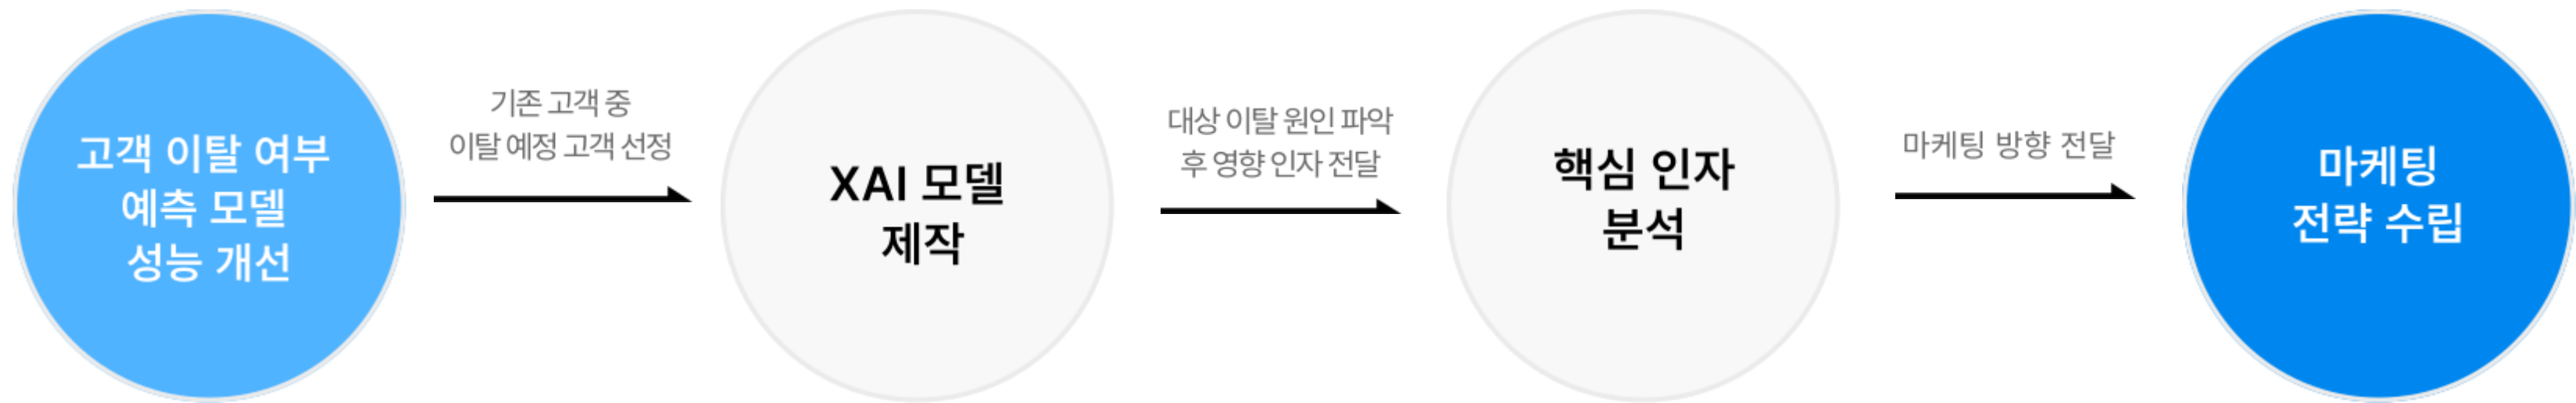 고객 이탈 여부
예측 모델
성능 개선
기존 고객 중
이탈 예정 고객 선정
XAI 모델
제작
대상 이탈 원인 파악
후 영향 인자 전달
핵심 인자
분석
마케팅 방향 전달
마케팅
전략 수립